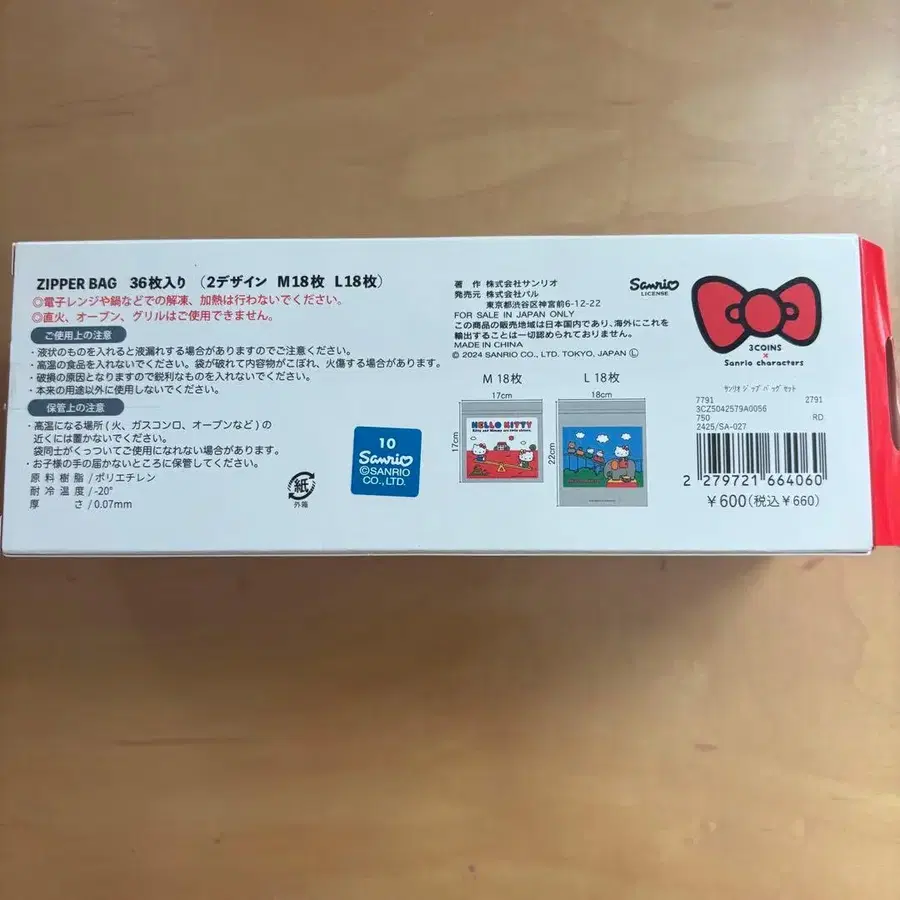 ZIPPER BAG 36枚入り (2デザイン M18枚 L18枚)
◎電子レンジや鍋などでの解凍、加熱は行わないでください。
◎直火、オーブン、グリルはご使用できません。
ご使用上の注意
・液状のものを入れると液漏れする場合がありますのでご注意ください。
・高温の食品を入れないでください。袋が破れて内容物がこぼれ、火傷する場合があります。
・破損の原因となりますので鋭利なものを入れないでください。
・本来の用途以外に使用しないでください。
保管上の注意
・高温になる場所(火、ガスコンロ、オーブンなど)の
近くには置かないでください。
袋同士がくっついてご使用になれない場合があります。
・お子様の手の届かないところに保管してください。
原料樹脂/ポリエチレン
耐冷温度/-20°
厚さ/0.07mm
紙
外箱
10
Sanrio
©SANRIO
CO., LTD.
著作 株式会社サンリオ
発売元 株式会社パル
東京都渋谷区神宮前6-12-22
FOR SALE IN JAPAN ONLY
この商品の販売地域は日本国内であり、海外にこれを
輸出することは一切認められておりません。
MADE IN CHINA
© 2024 SANRIO CO., LTD. TOKYO, JAPAN Ⓛ
M 18枚
17cm
17cm
HELLO KITTY
Kitty and Mimmy are twin sisters.
L 18枚
18cm
22cm
Sanrio
LICENSE
3COINS
×
Sanrio characters
サンリオ ジップ バッグ セット
7791 2791
3CZS042579A0056
750 RD
2425/SA-027
2 279721 664060
¥600(税込¥660)